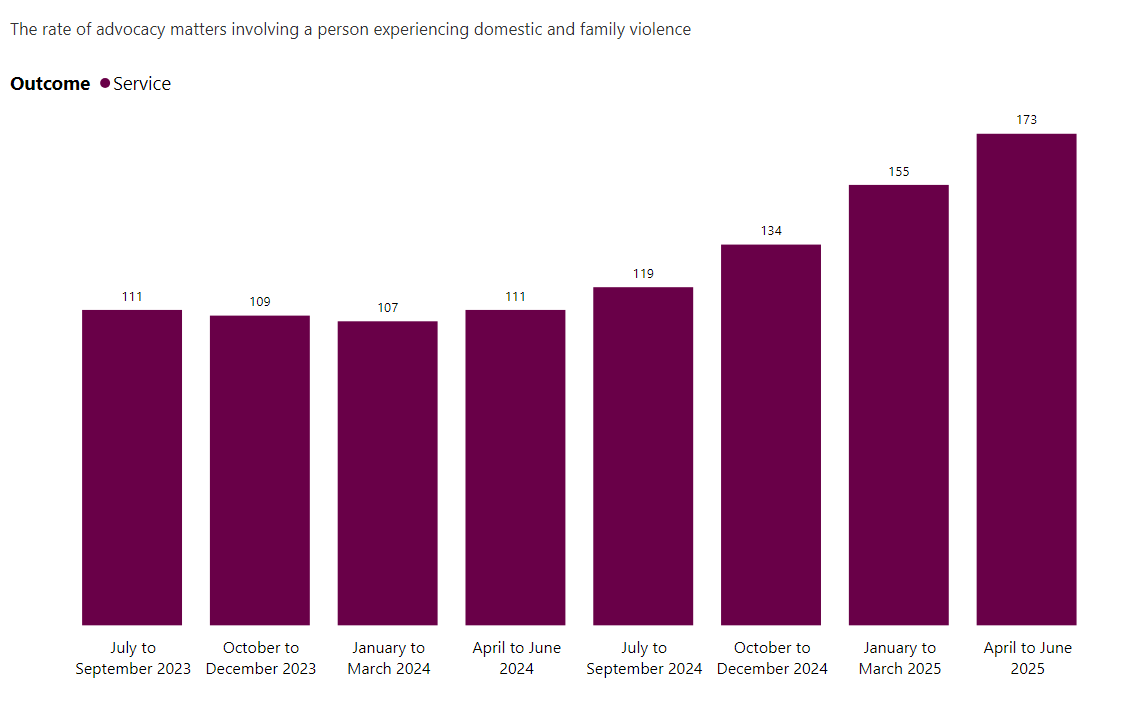 The rate of advocacy matters involving a person experiencing domestic and family violence
Outcome Service
173
155
134
119
111
109
107
111
July to
September 2023
October to
December 2023
January to
March 2024
April to June
2024
July to
September 2024
October to
December 2024
January to
March 2025
April to June
2025